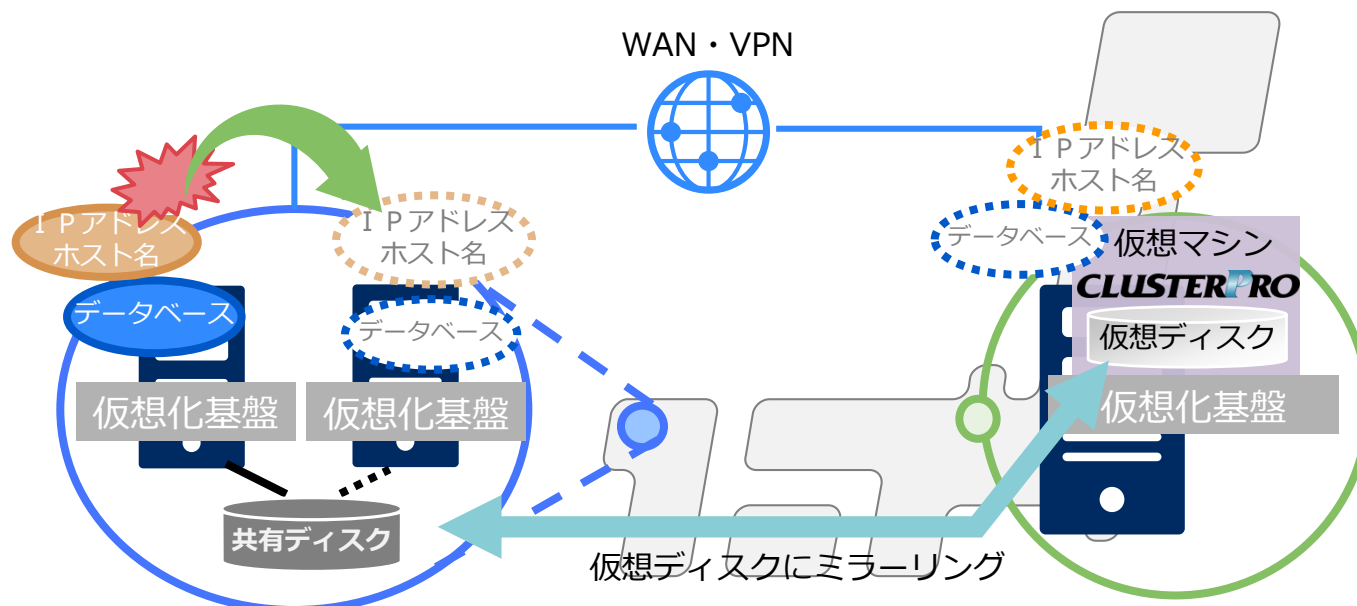 WAN・VPN
ⅠPアドレス
ホスト名
データベース
ⅠPアドレス
ホスト名
データベース
仮想化基盤
仮想化基盤
共有ディスク
仮想ディスクにミラーリング
ⅠPアドレス
ホスト名
データベース
仮想マシン
CLUSTERPRO
仮想ディスク
仮想化基盤